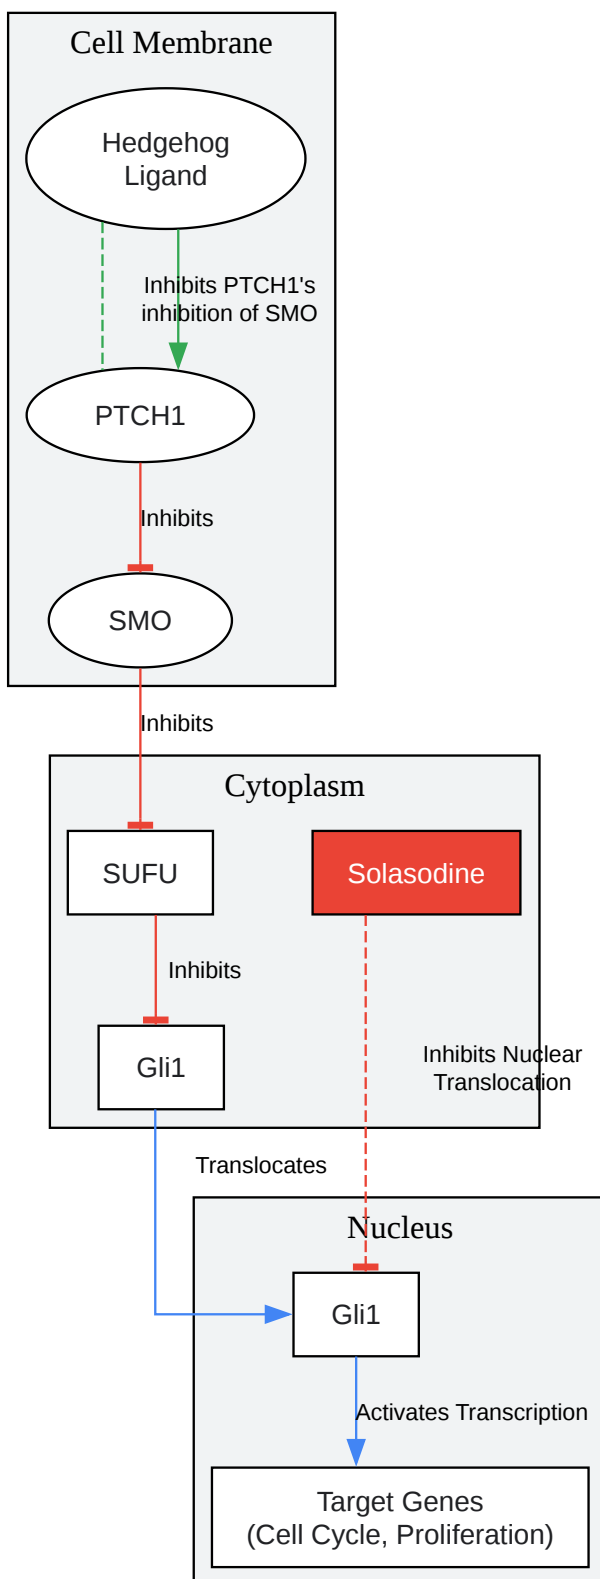 Cell Membrane
Hedgehog
Ligand
Inhibits PTCH1's
inhibition of SMO
PTCH1
Inhibits
SMO
Inhibits
Cytoplasm
SUFU
Solasodine
Inhibits
Inhibits Nuclear
Translocation
Gli1
Translocates
Nucleus
Gli1
Activates Transcription
Target Genes
(Cell Cycle, Proliferation)